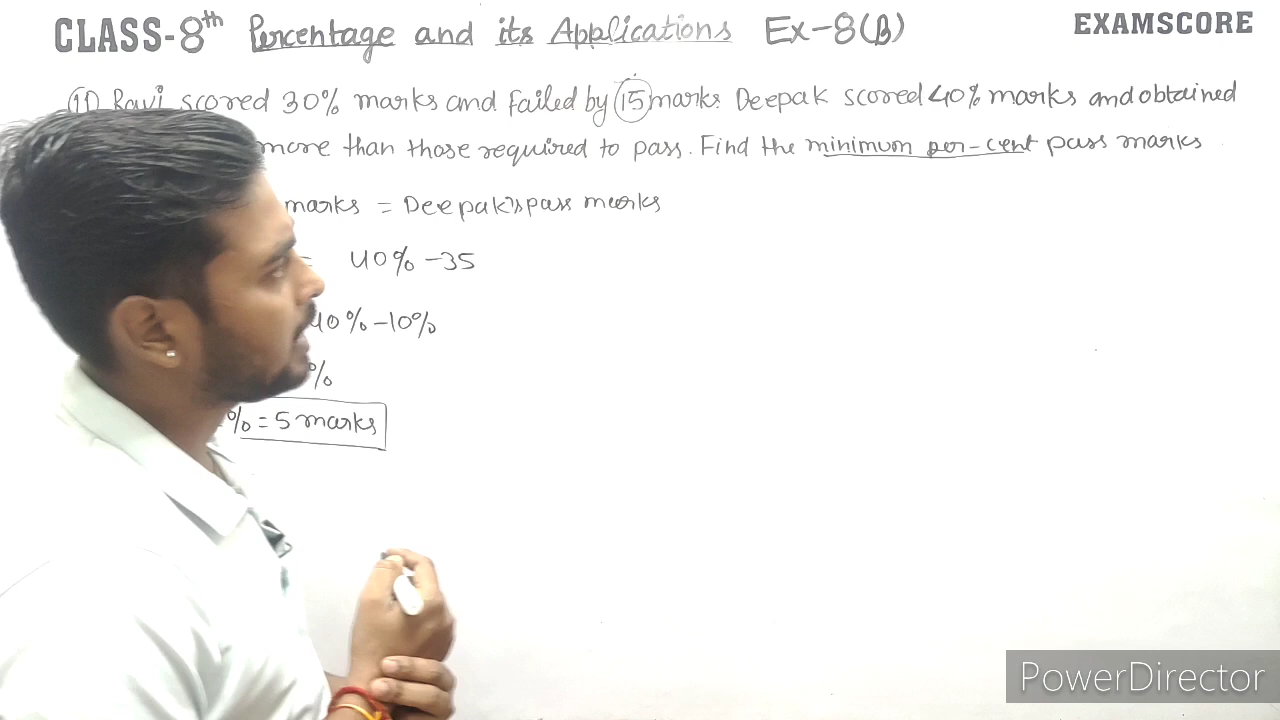 CLASS-8th Percentage and its Applications Ex-8(B)
EXAMSCORE
11) Ravi scored 30% marks and failed by 15 marks. Deepak scored 40% marks and obtained
more than those required to pass. Find the minimum per-cent pass marks
marks = Deepak's pass marks
= 40% -35
40% -10%
%
% = 5 marks
PowerDirector